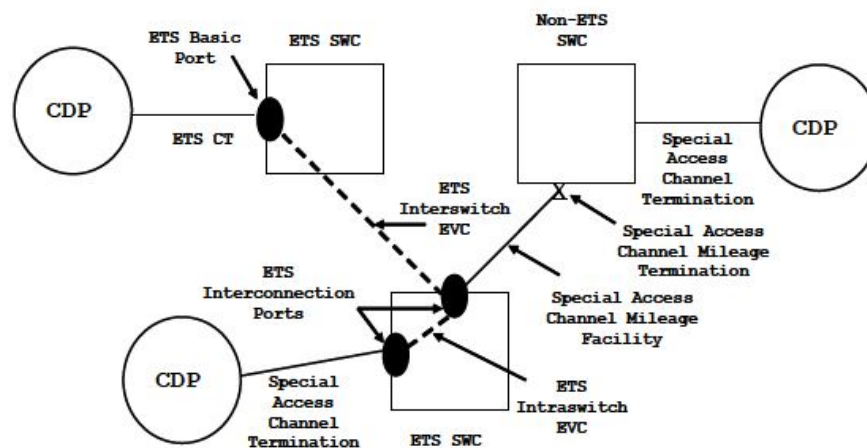 ETS Basic
Port
ETS SWC
Non-ETS
SWC
CDP
ETS CT
CDP
Special
Access
Channel
Termination
ETS
Interswitch
EVC
X
Special Access
Channel Mileage
Termination
ETS
Interconnection
Ports
Special Access
Channel Mileage
Facility
CDP
Special
Access
Channel
Termination
ETS
Intraswitch
EVC
ETS SWC